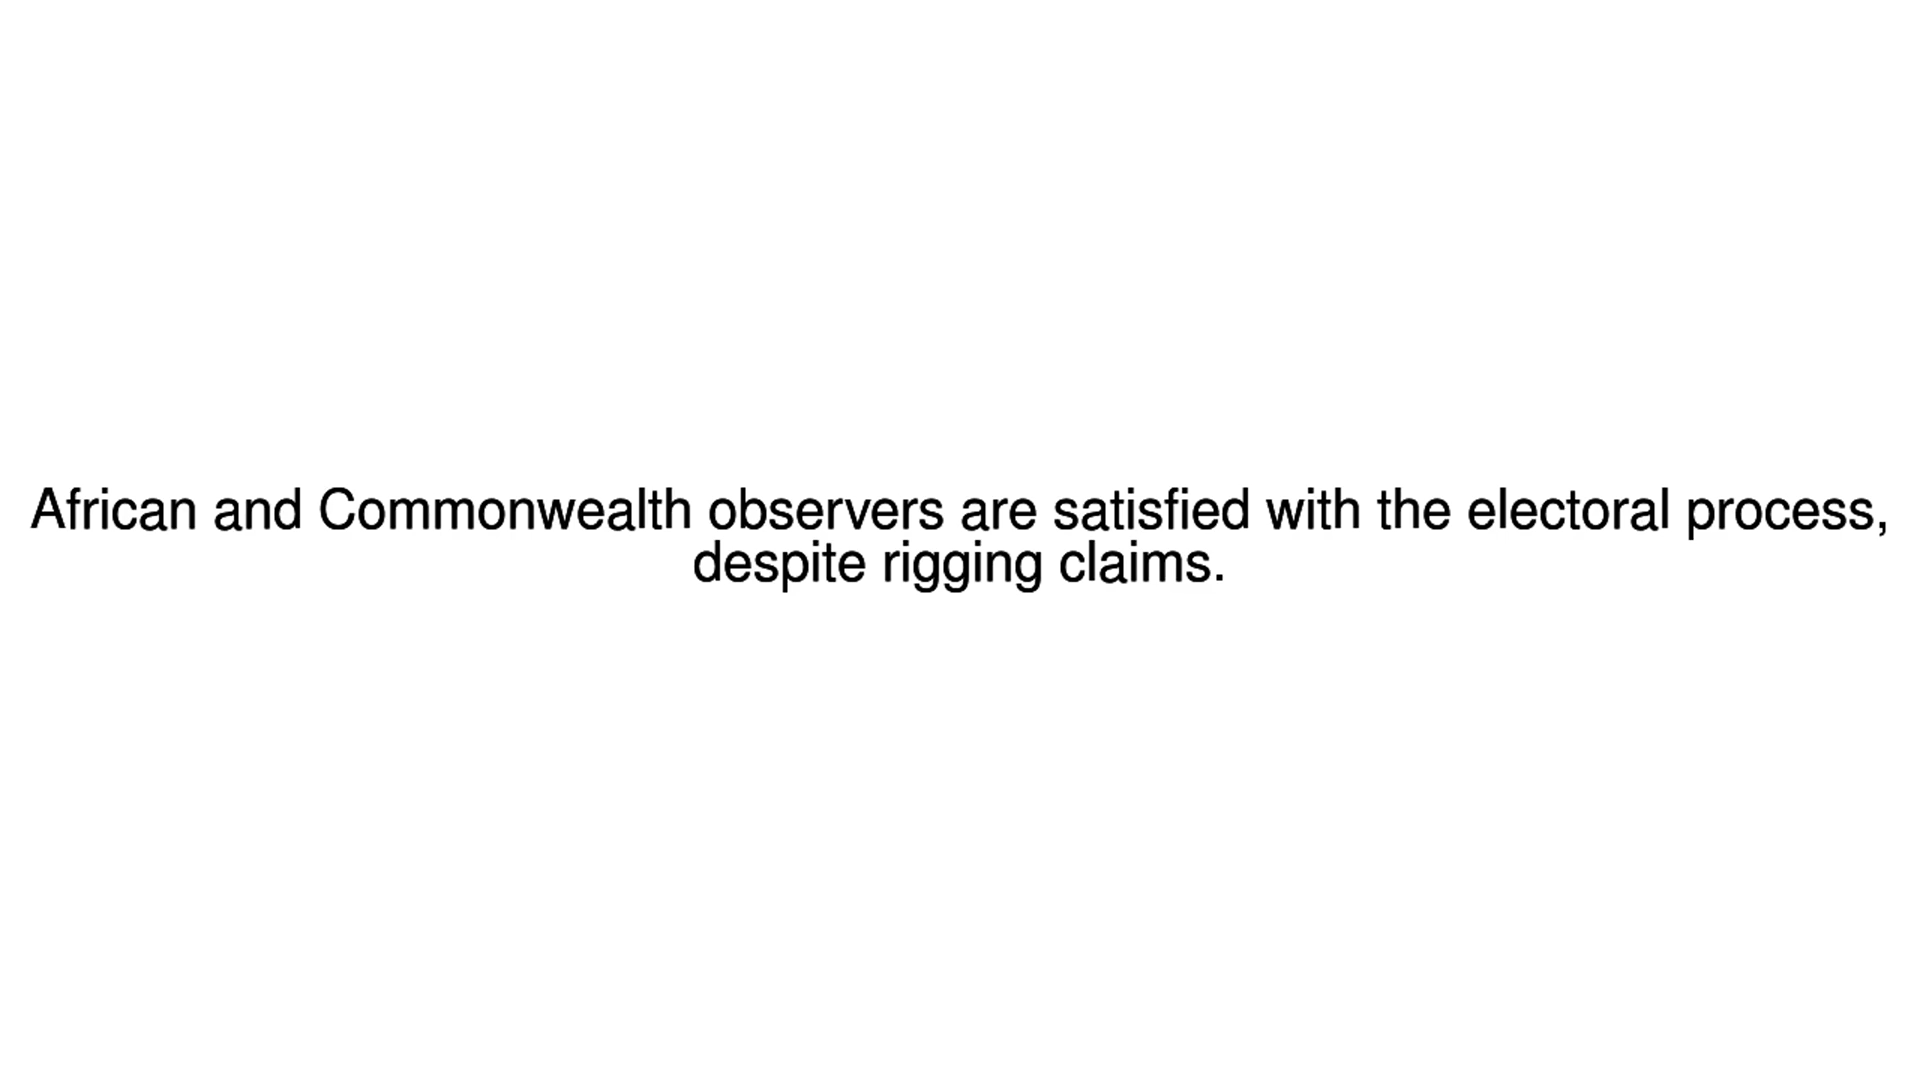 African and Commonwealth observers are satisfied with the electoral process,
despite rigging claims.